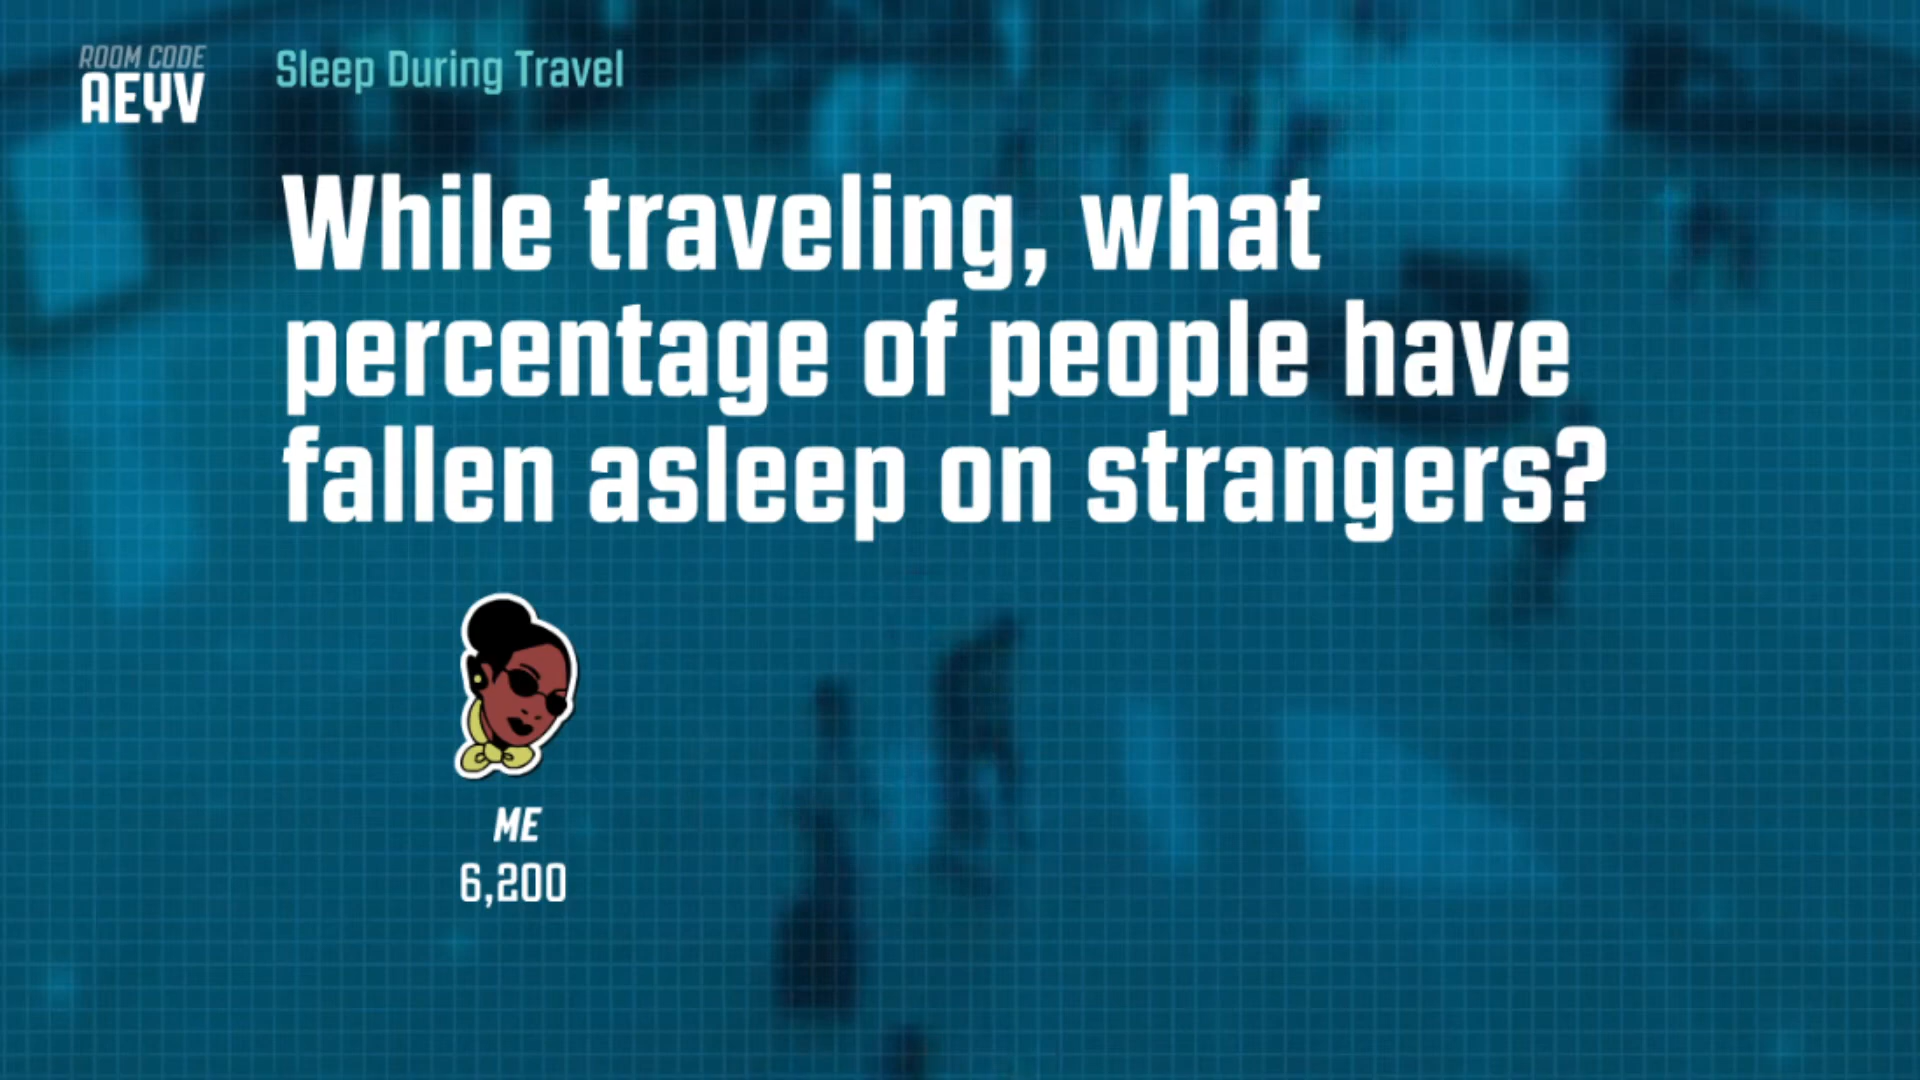 ROOM CODE
AEYV
Sleep During Travel
While traveling, what
percentage of people have
fallen asleep on strangers?
ME
6,200